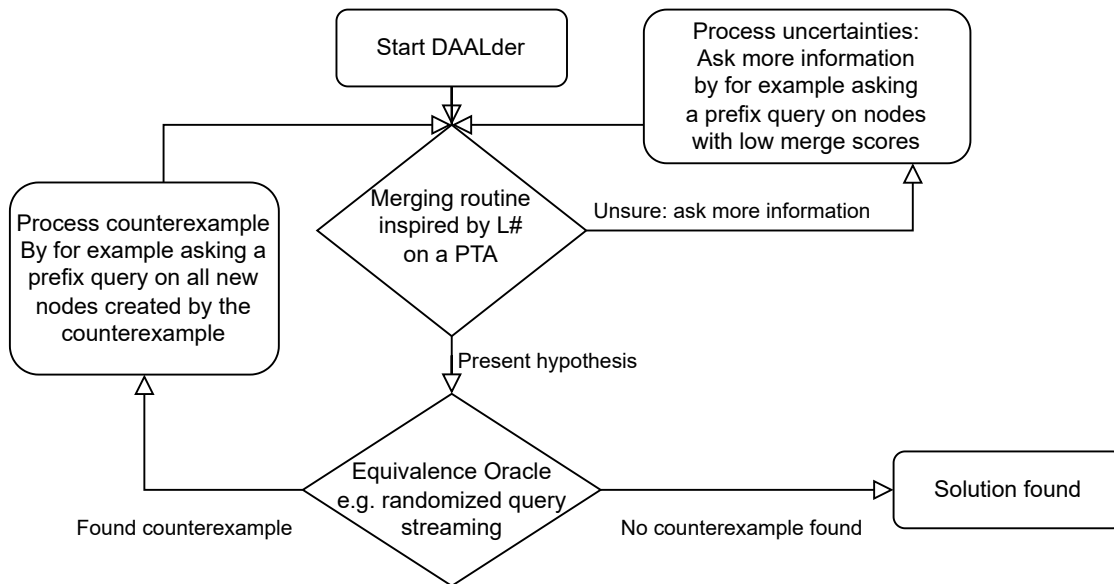 Start DAALder
Process uncertainties:
Ask more information
by for example asking
a prefix query on nodes
with low merge scores
Process counterexample
By for example asking a
prefix query on all new
nodes created by the
counterexample
Merging routine
inspired by L#
on a PTA
Unsure: ask more information
Present hypothesis
Equivalence Oracle
e.g. randomized query
streaming
Found counterexample
No counterexample found
Solution found